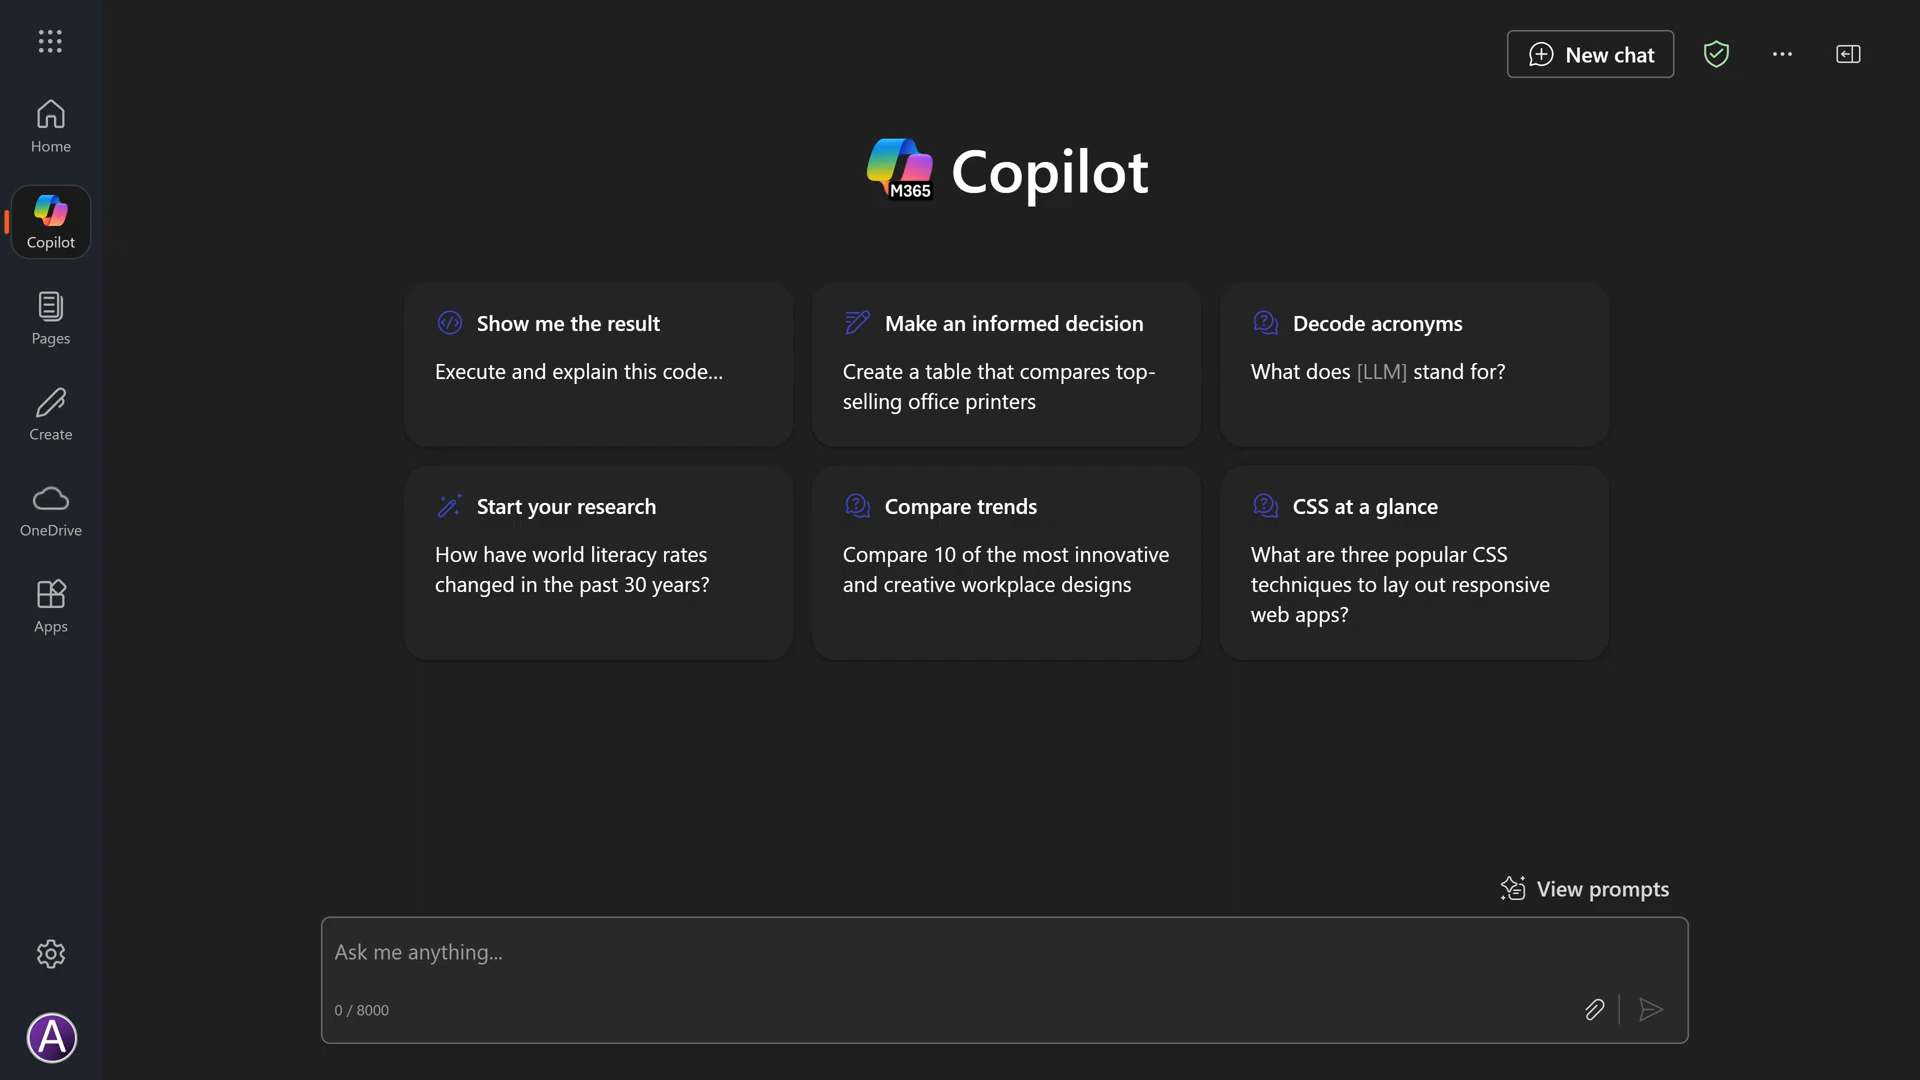 New chat
Home
Copilot
Pages
Create
OneDrive
Apps
A
M365
Copilot
Show me the result
Execute and explain this code...
Make an informed decision
Create a table that compares top-
selling office printers
Decode acronyms
What does [LLM] stand for?
Start your research
How have world literacy rates
changed in the past 30 years?
Compare trends
Compare 10 of the most innovative
and creative workplace designs
CSS at a glance
What are three popular CSS
techniques to lay out responsive
web apps?
View prompts
Ask me anything...
0 / 8000